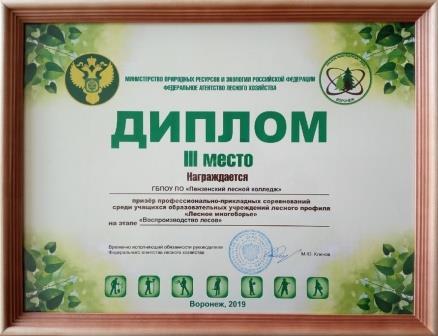 МИНИСТЕРСТВО ПРИРОДНЫХ РЕСУРСОВ И ЭКОЛОГИИ РОССИЙСКОЙ ФЕДЕРАЦИИ
ФЕДЕРАЛЬНОЕ АГЕНТСТВО ЛЕСНОГО ХОЗЯЙСТВА
ВОРОНЕЖ
ДИПЛОМ
III место
Награждается
ГБПОУ ПО «Пензенский лесной колледж»
призёр профессионально-прикладных соревнований
среди учащихся образовательных учреждений лесного профиля
«Лесное многоборье»
на этапе «Воспроизводство лесов»
Временно исполняющий обязанности руководителя
Федерального агентства лесного хозяйства
М.Ю. Клинов
Воронеж, 2019